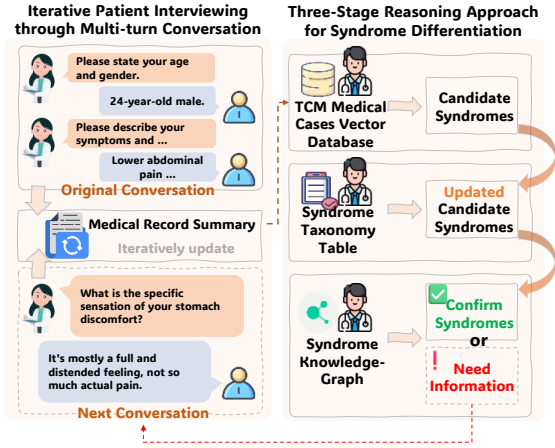 Iterative Patient Interviewing
through Multi-turn Conversation
Please state your age
and gender.
24-year-old male.
Please describe your
symptoms and ...
Lower abdominal
pain ...
Original Conversation
Medical Record Summary
Iteratively update
What is the specific
sensation of your stomach
discomfort?
It's mostly a full and
distended feeling, not so
much actual pain.
Next Conversation
Three-Stage Reasoning Approach
for Syndrome Differentiation
TCM Medical
Cases Vector
Database
Candidate
Syndromes
Syndrome
Taxonomy
Table
Updated
Candidate
Syndromes
Syndrome
Knowledge-
Graph
Confirm
Syndromes
or
Need
Information